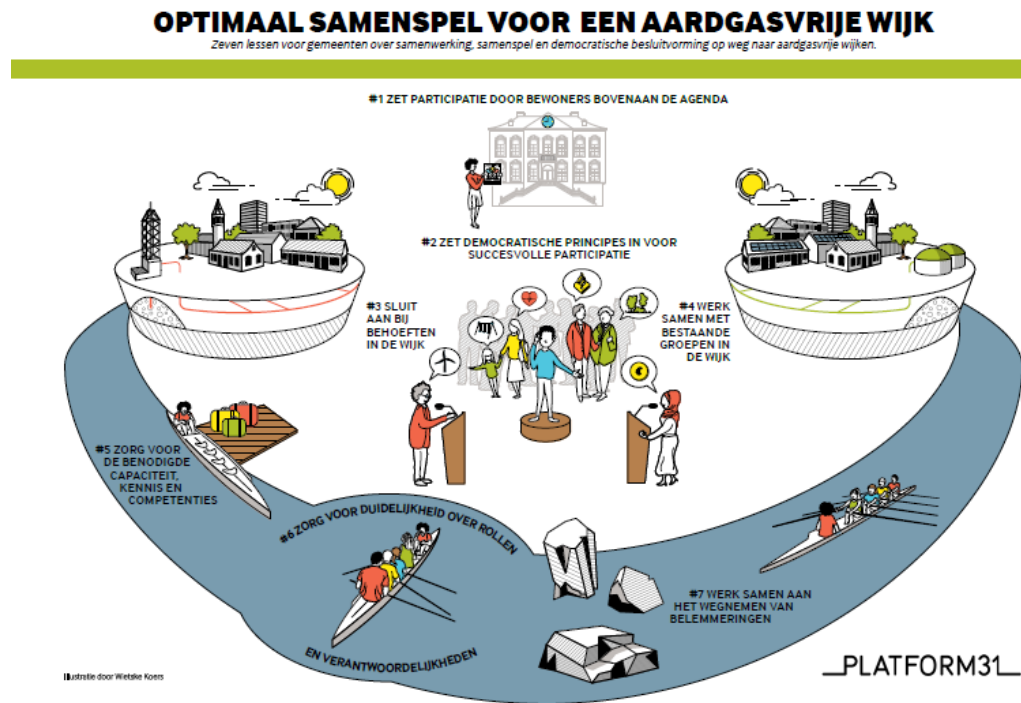 OPTIMAAL SAMENSPEL VOOR EEN AARDGASVRIJE WIJK
Zeven lessen voor gemeenten over samenwerking, samenspel en democratische besluitvorming op weg naar aardgasvrije wijken.
#1 ZET PARTICIPATIE DOOR BEWONERS BOVENAAN DE AGENDA
#2 ZET DEMOCRATISCHE PRINCIPES IN VOOR
SUCCESVOLLE PARTICIPATIE
#3 SLUIT
AAN BIJ
BEHOEFTEN
IN DE WIJK
#4 WERK
SAMEN MET
BESTAANDE
GROEPEN IN
DE WIJK
€
#5 ZORG VOOR
DE BENODIGDE
CAPACITEIT,
KENNIS EN
COMPETENTIES
#6 ZORG VOOR DUIDELIJKHEID OVER ROLLEN
EN VERANTWOORDELIJKHEDEN
#7 WERK SAMEN AAN
HET WEGNEMEN VAN
BELEMMERINGEN
Illustratie door Wietske Koers
PLATFORM31